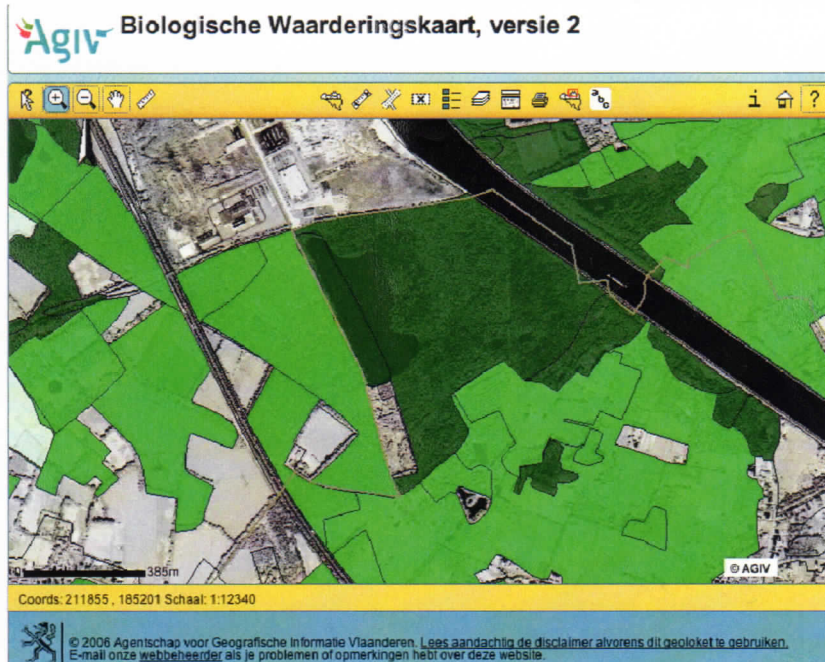 Agiv
Biologische Waarderingskaart, versie 2
a b c
i ?
0 385m
© AGIV
Coords: 211855 , 185201 Schaal: 1:12340
© 2006 Agentschap voor Geografische Informatie Vlaanderen. Lees aandachtig de disclaimer alvorens dit geoloket te gebruiken.
E-mail onze webbeheerder als je problemen of opmerkingen hebt over deze website.